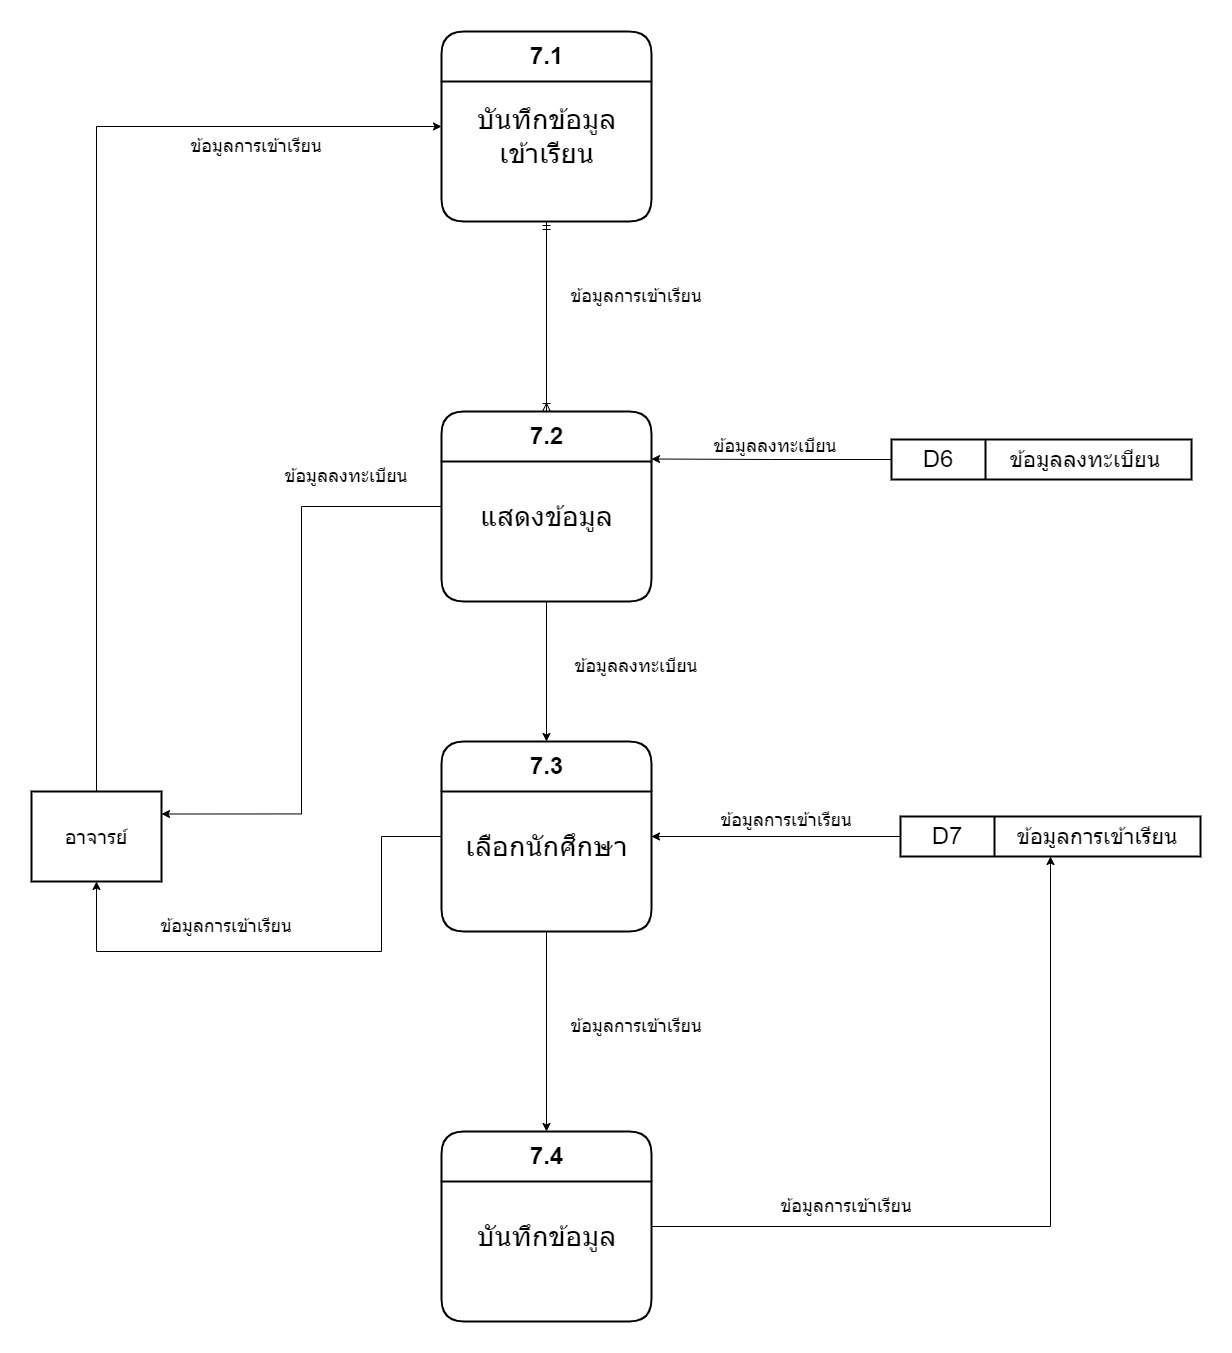 7.1
บันทึกข้อมูล
เข้าเรียน
ข้อมูลการเข้าเรียน
ข้อมูลการเข้าเรียน
7.2
แสดงข้อมูล
ข้อมูลลงทะเบียน
D6 ข้อมูลลงทะเบียน
ข้อมูลลงทะเบียน
ข้อมูลลงทะเบียน
7.3
เลือกนักศึกษา
ข้อมูลการเข้าเรียน
D7 ข้อมูลการเข้าเรียน
อาจารย์
ข้อมูลการเข้าเรียน
ข้อมูลการเข้าเรียน
7.4
บันทึกข้อมูล
ข้อมูลการเข้าเรียน